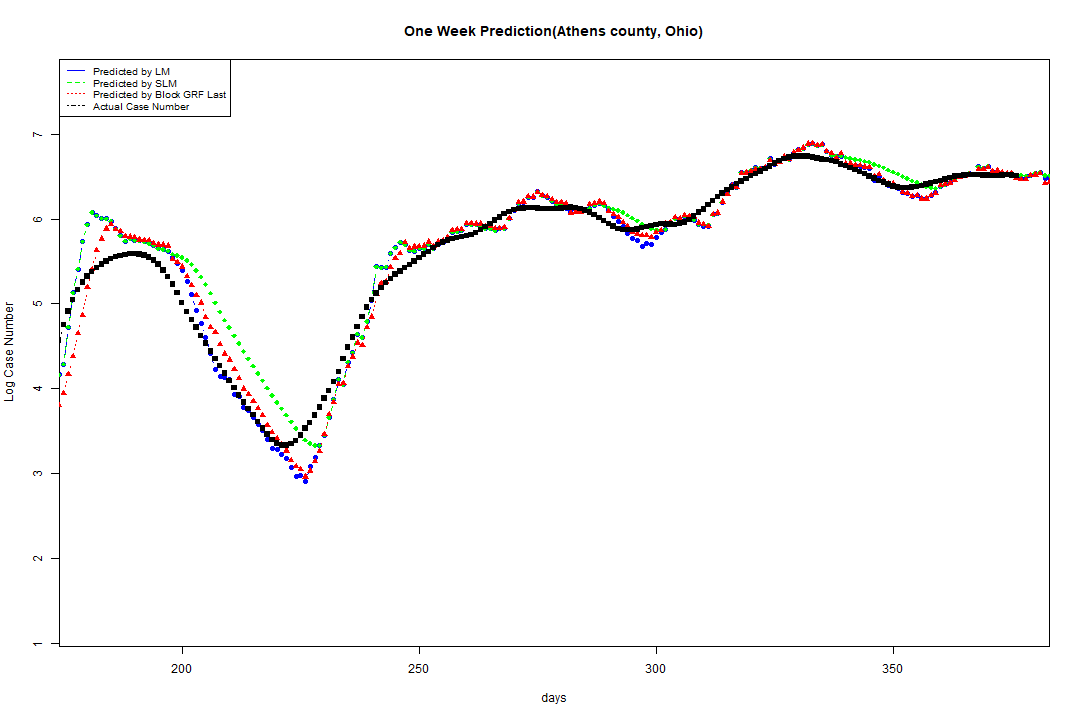 One Week Prediction(Athens county, Ohio)
Predicted by LM
Predicted by SLM
Predicted by Block GRF Last
Actual Case Number
7
6
5
4
3
2
1
Log Case Number
200 250 300 350
days